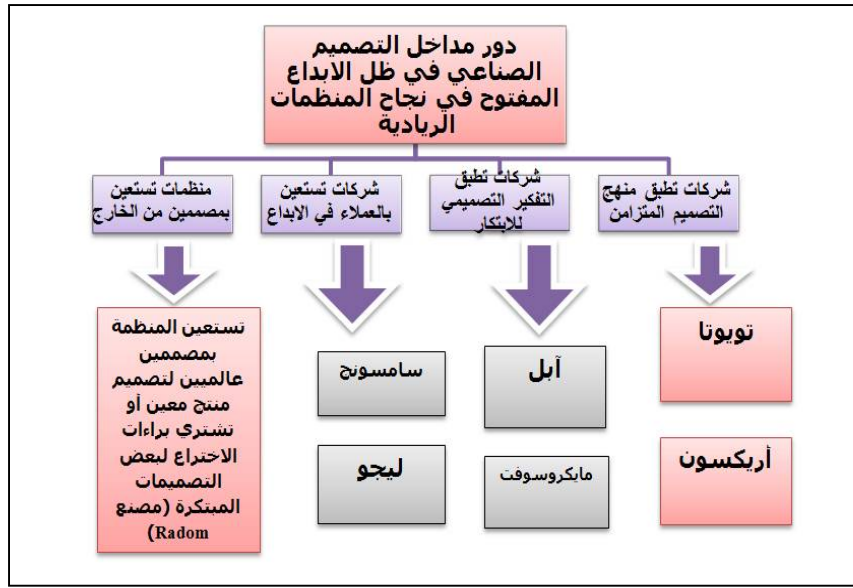 دور مداخل التصميم
الصناعي في ظل الابداع
المفتوح في نجاح المنظمات
الريادية
شركات تطبق منهج
التصميم المتزامن
شركات تطبق
التفكير التصميمي
للابتكار
شركات تستعين
بالعملاء في الابداع
منظمات تستعين
بمصممين من الخارج
تويوتا
أريكسون
آبل
مايكروسوفت
سامسونج
ليجو
تستعين المنظمة
بمصممين
عالميين لتصميم
منتج معين أو
تشتري براءات
الاختراع لبعض
التصميمات
المبتكرة (مصنع
Radom)